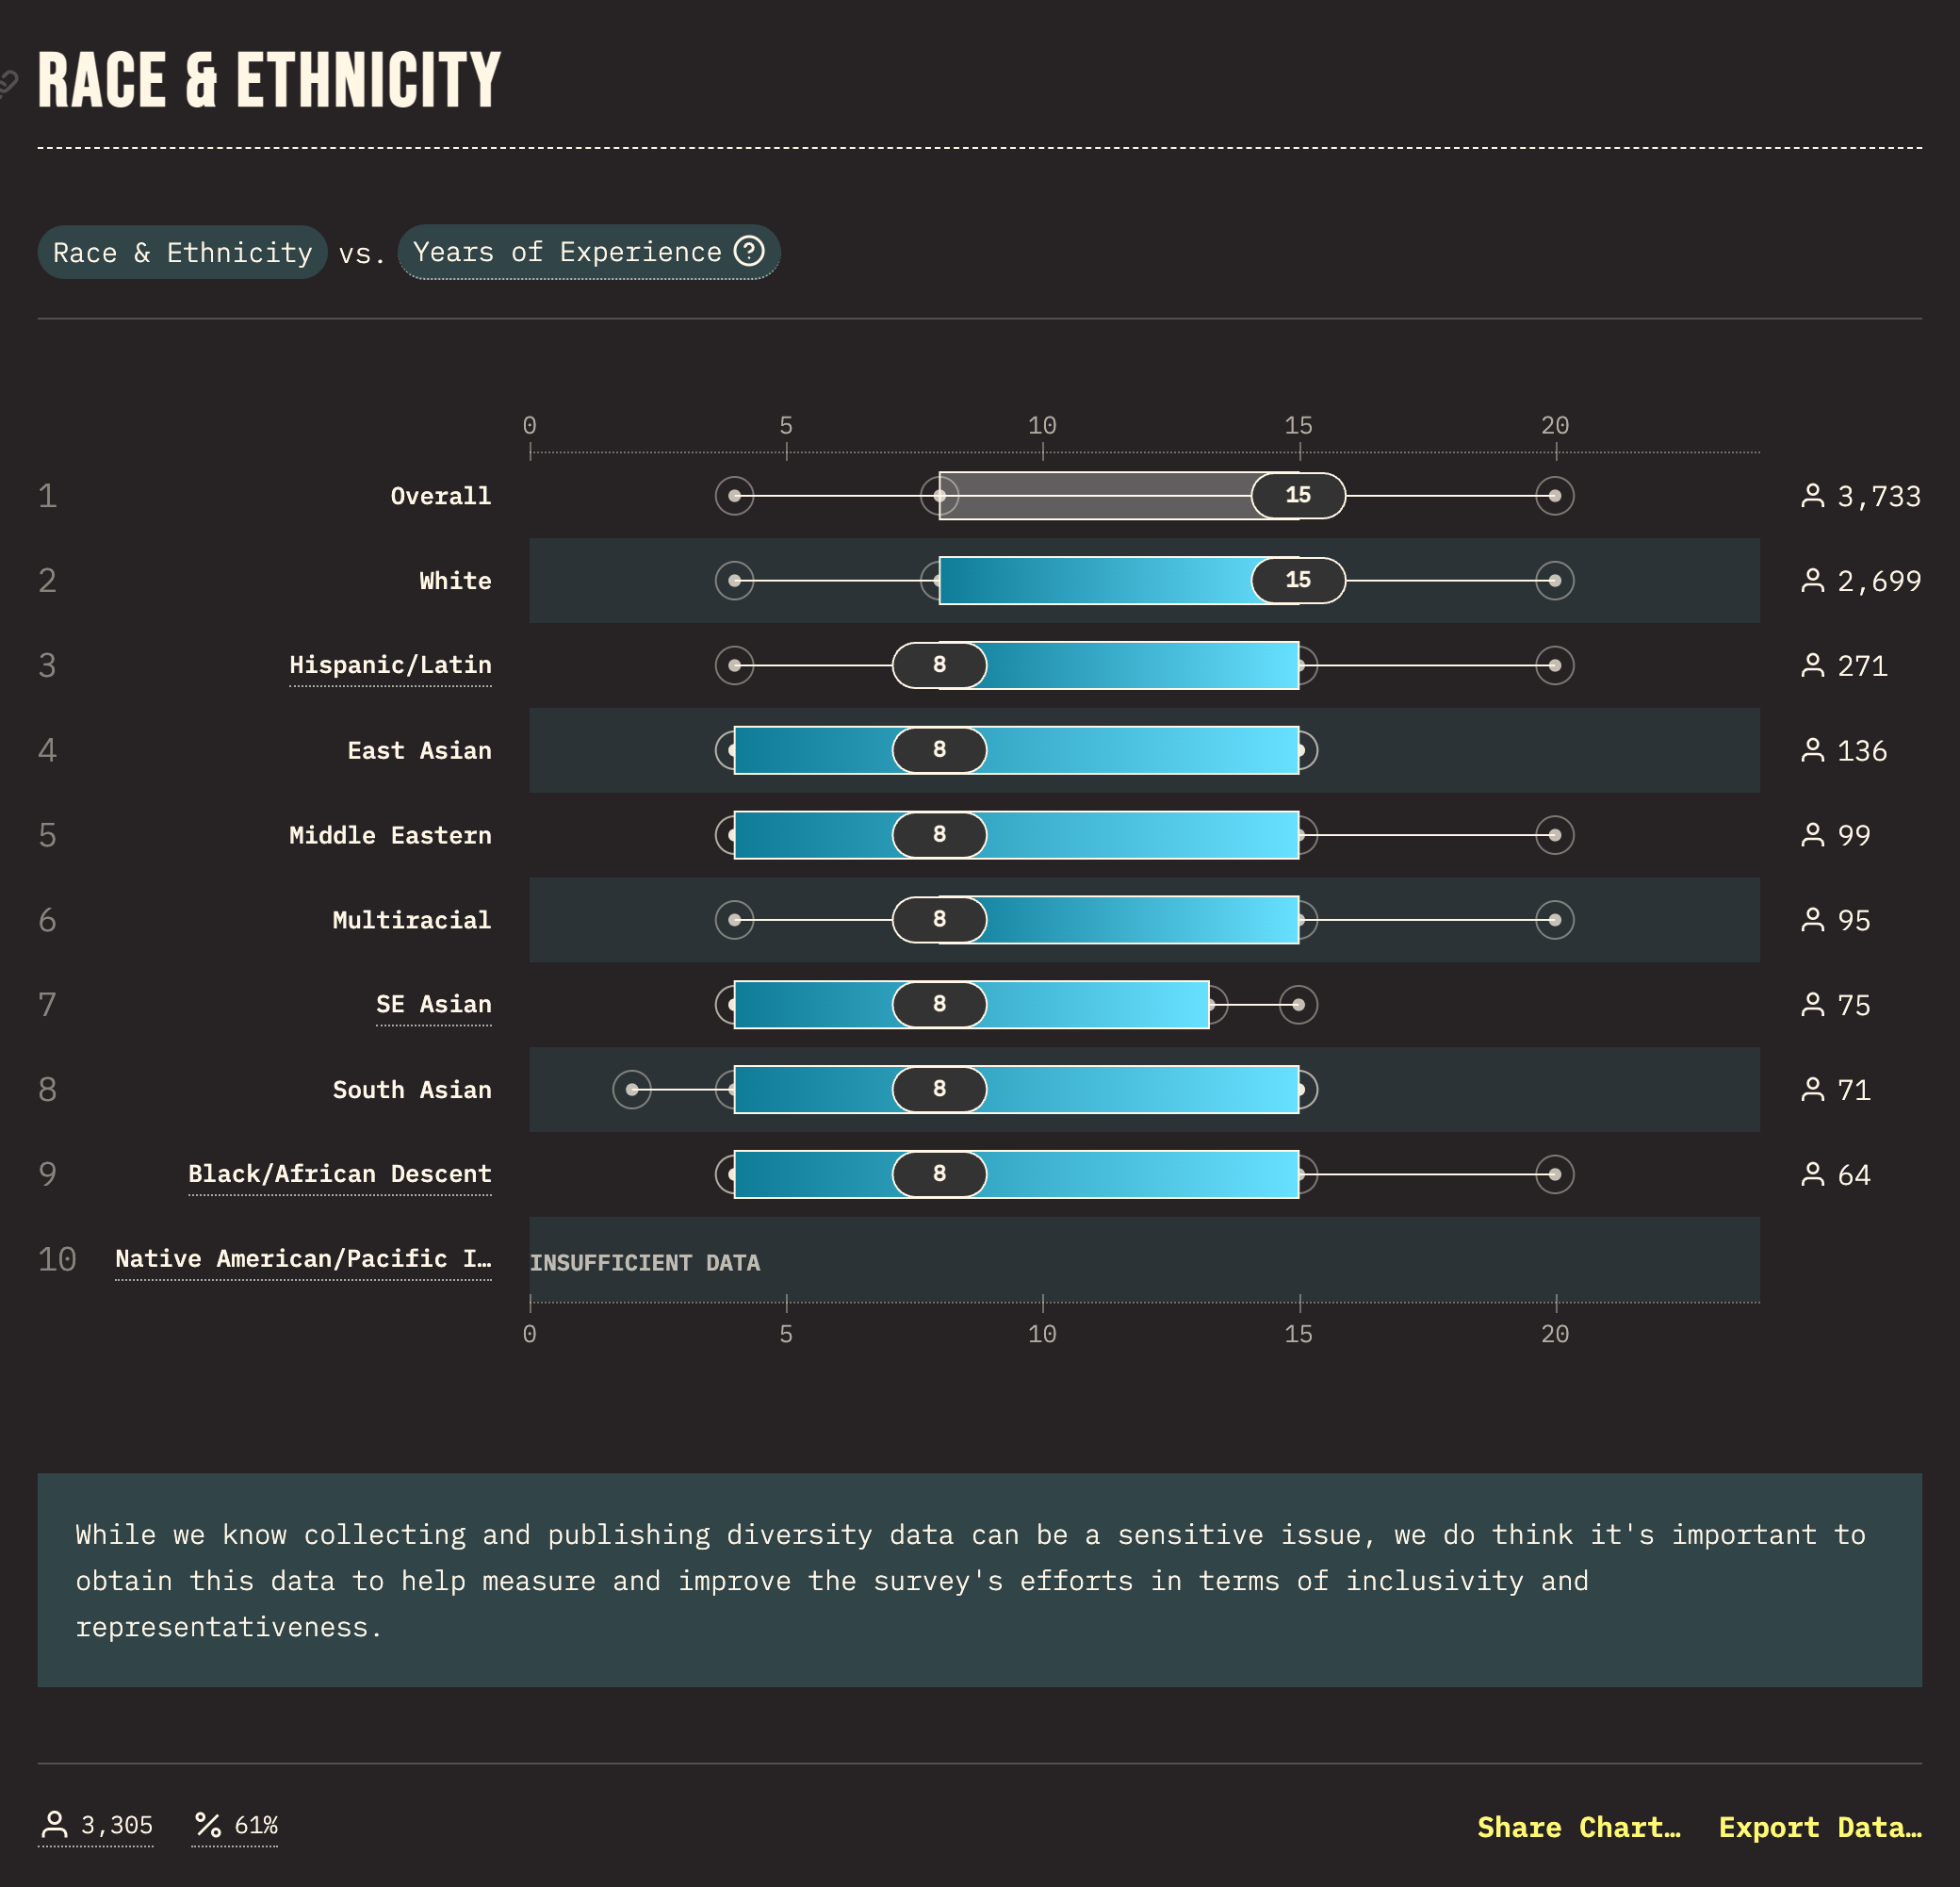 RACE & ETHNICITY
Race & Ethnicity vs. Years of Experience ?
0 5 10 15 20
1 Overall 15 3,733
2 White 15 2,699
3 Hispanic/Latin 8 271
4 East Asian 8 136
5 Middle Eastern 8 99
6 Multiracial 8 95
7 SE Asian 8 75
8 South Asian 8 71
9 Black/African Descent 8 64
10 Native American/Pacific I… INSUFFICIENT DATA
0 5 10 15 20
While we know collecting and publishing diversity data can be a sensitive issue, we do think it's important to
obtain this data to help measure and improve the survey's efforts in terms of inclusivity and
representativeness.
3,305 % 61% Share Chart… Export Data…